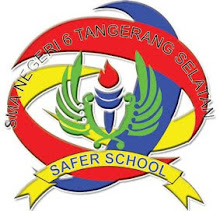 SMA NEGERI 6 TANGERANG SELATAN
SAFER SCHOOL